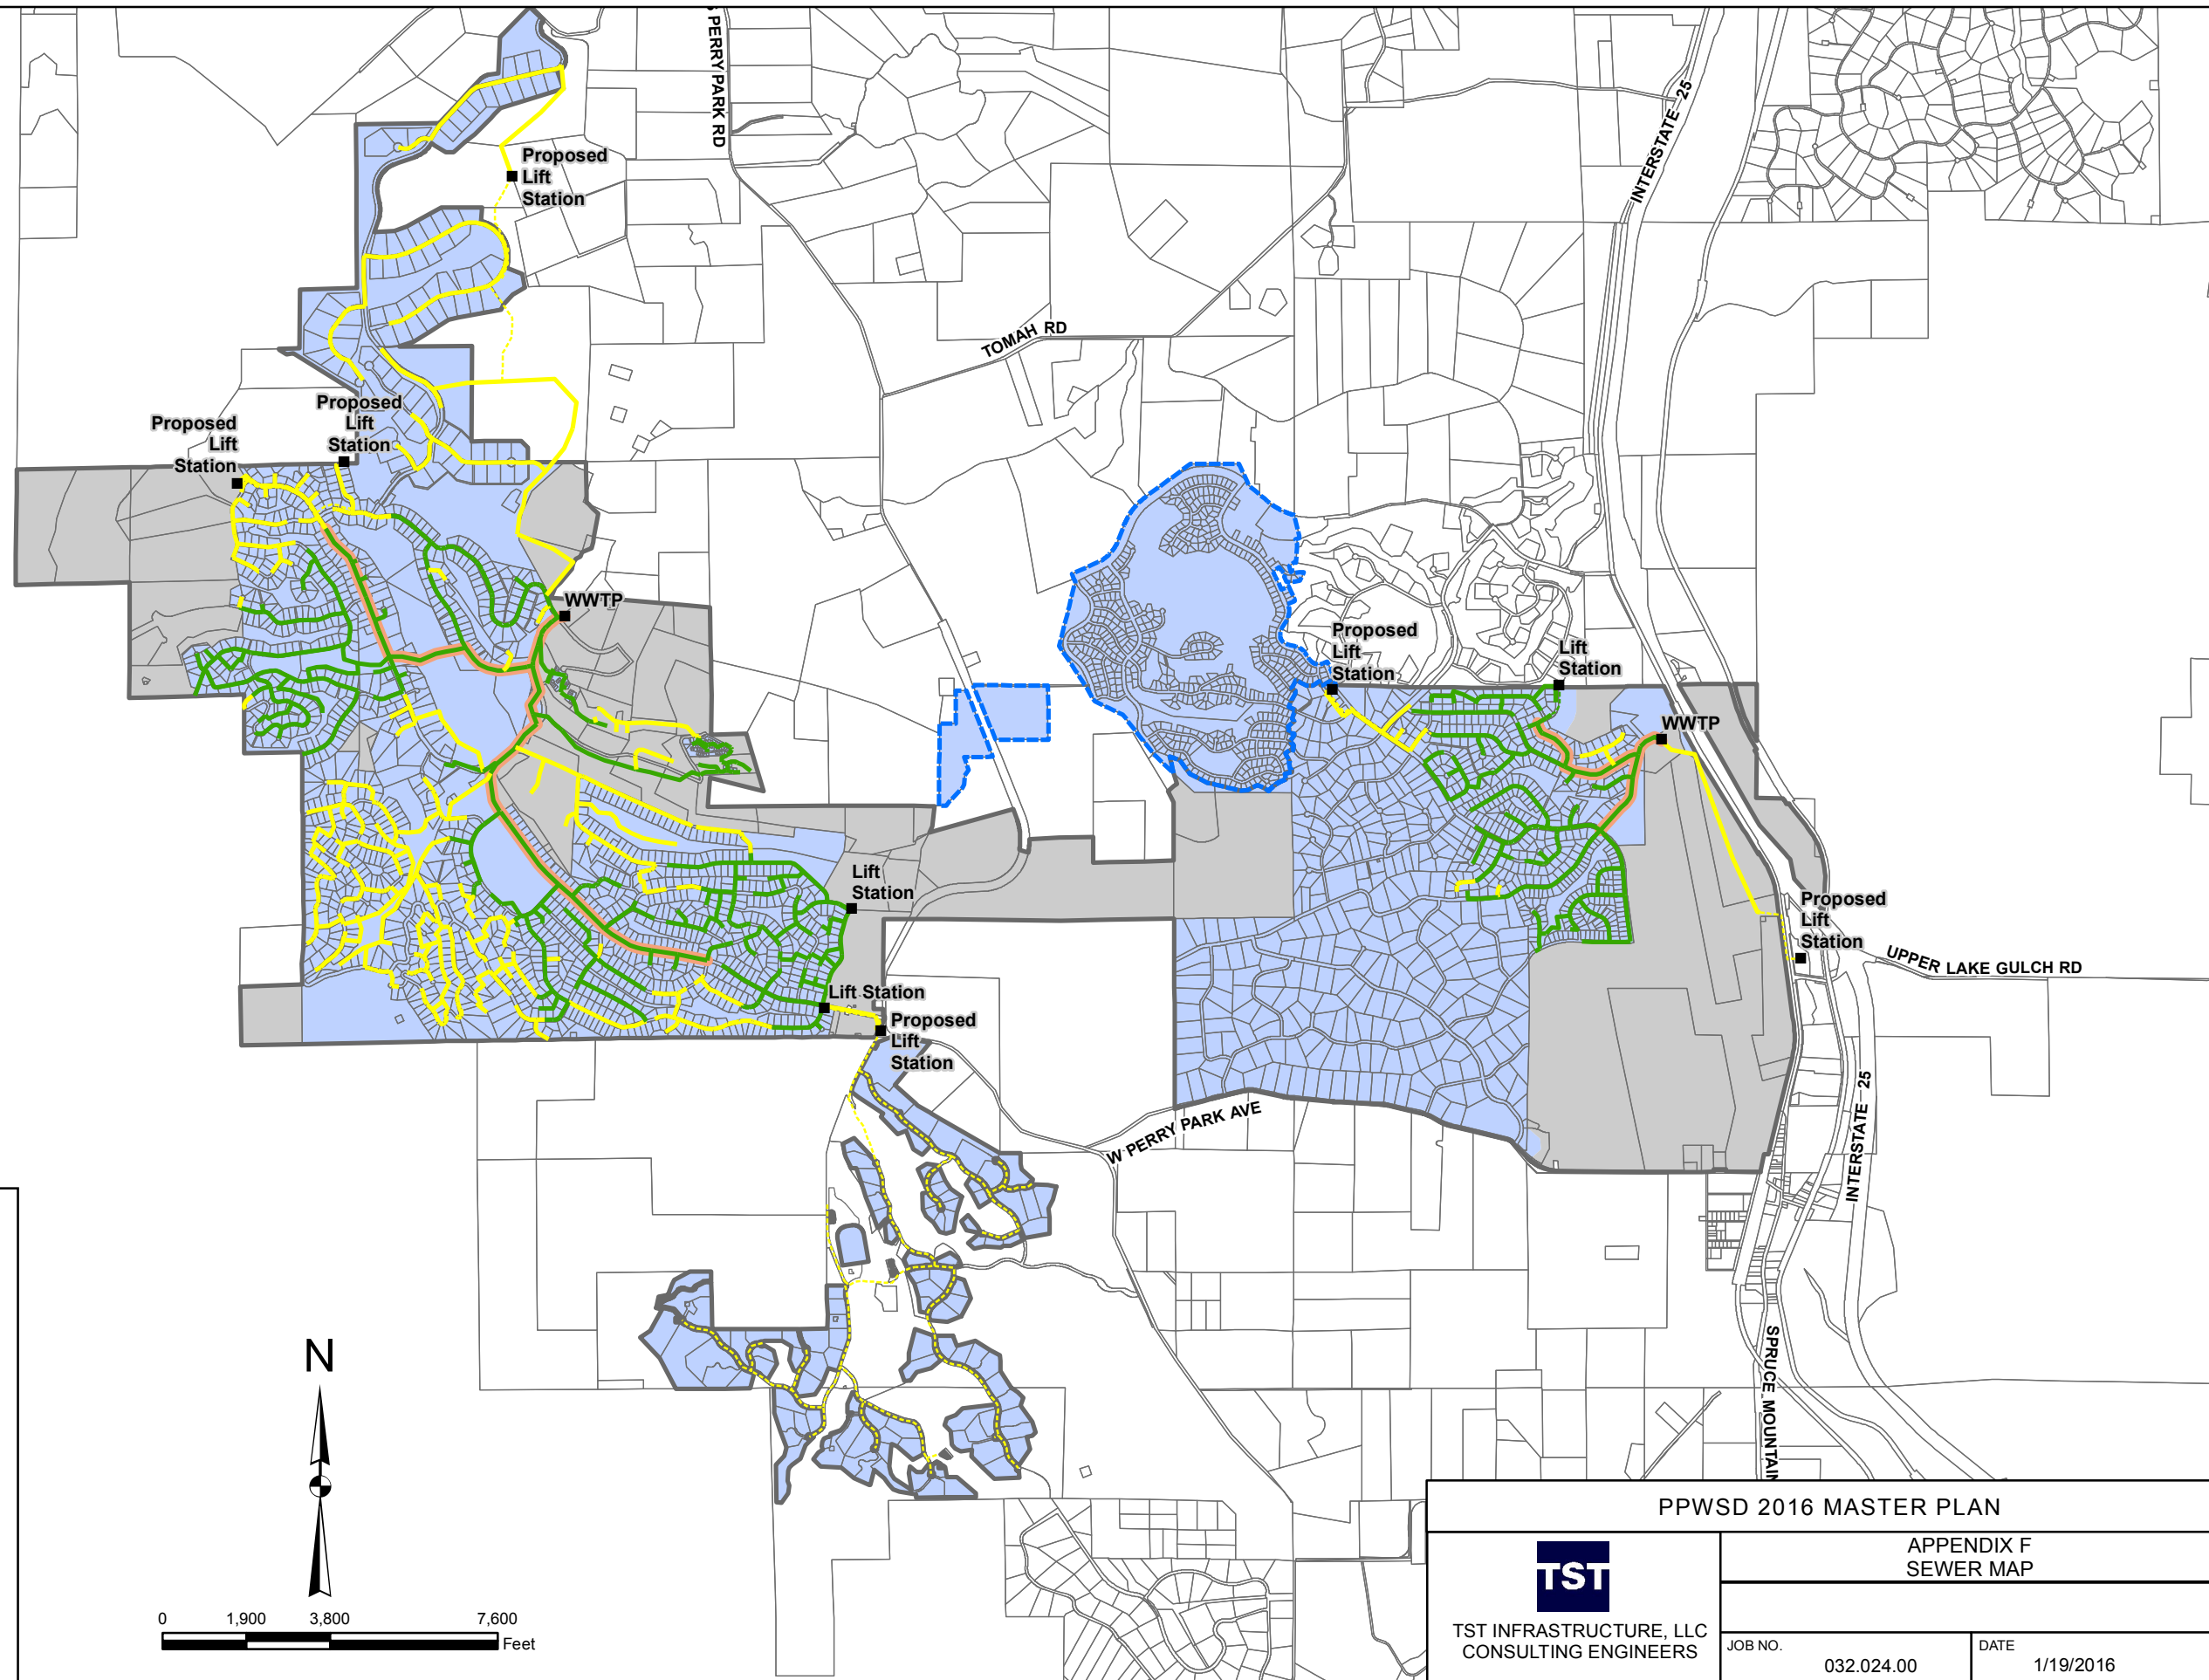 S PERRY PARK RD
INTERSTATE 25
Proposed
Lift
Station
TOMAH RD
Proposed
Lift
Station
Proposed
Lift
Station
WWTP
Proposed
Lift
Station
Lift
Station
WWTP
Lift
Station
Proposed
Lift
Station
UPPER LAKE GULCH RD
Lift Station
Proposed
Lift
Station
W PERRY PARK AVE
INTERSTATE 25
SPRUCE MOUNTAIN
N
0 1,900 3,800 7,600
Feet
PPWSD 2016 MASTER PLAN
TST
TST INFRASTRUCTURE, LLC
CONSULTING ENGINEERS
APPENDIX F
SEWER MAP
JOB NO.
032.024.00
DATE
1/19/2016